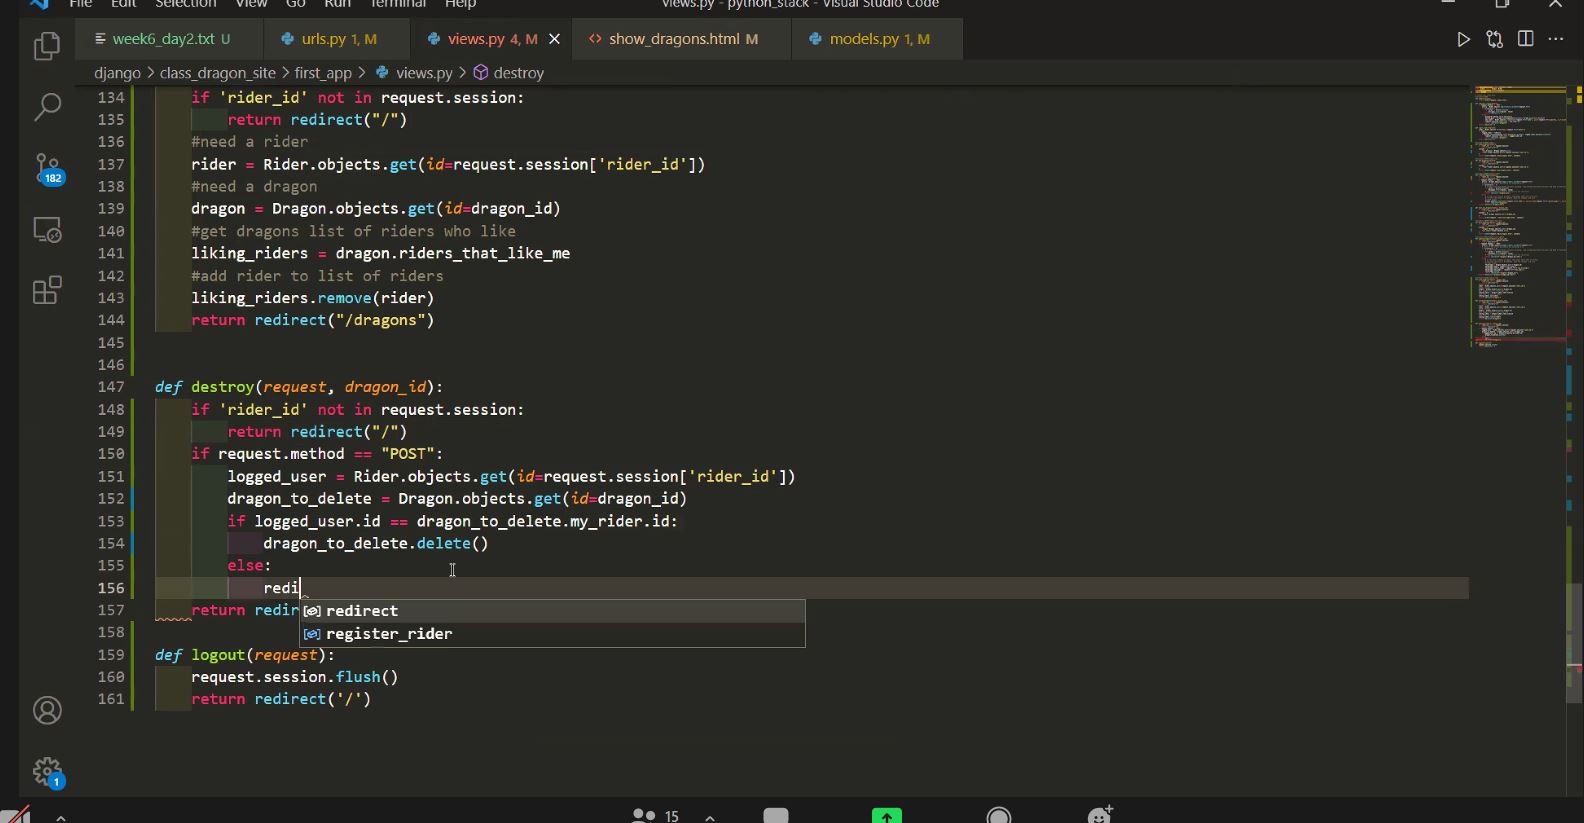 File Edit Selection View Go Run Terminal Help views.py - python_stack - Visual Studio Code
week6_day2.txt U urls.py 1, M views.py 4, M show_dragons.html M models.py 1, M
django > class_dragon_site > first_app > views.py > destroy
134 if 'rider_id' not in request.session:
135 return redirect("/")
136 #need a rider
137 rider = Rider.objects.get(id=request.session['rider_id'])
138 #need a dragon
139 dragon = Dragon.objects.get(id=dragon_id)
140 #get dragons list of riders who like
141 liking_riders = dragon.riders_that_like_me
142 #add rider to list of riders
143 liking_riders.remove(rider)
144 return redirect("/dragons")
145
146
147 def destroy(request, dragon_id):
148 if 'rider_id' not in request.session:
149 return redirect("/")
150 if request.method == "POST":
151 logged_user = Rider.objects.get(id=request.session['rider_id'])
152 dragon_to_delete = Dragon.objects.get(id=dragon_id)
153 if logged_user.id == dragon_to_delete.my_rider.id:
154 dragon_to_delete.delete()
155 else:
156 redi
157 return redir
redirect
register_rider
158
159 def logout(request):
160 request.session.flush()
161 return redirect('/')
182
1
15